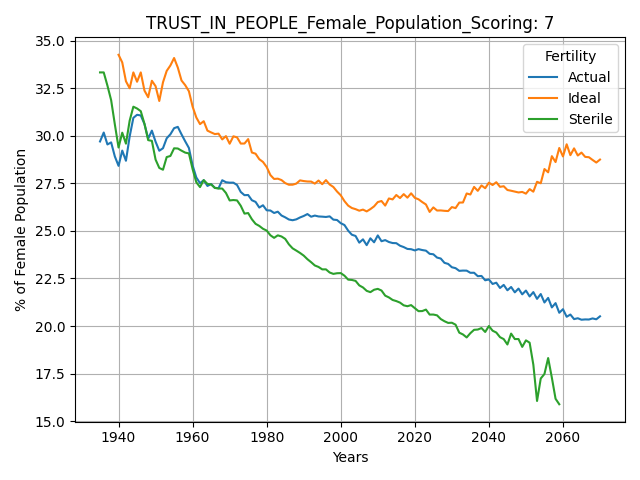 TRUST_IN_PEOPLE_Female_Population_Scoring: 7
35.0
32.5
30.0
27.5
25.0
22.5
20.0
17.5
15.0
% of Female Population
Fertility
Actual
Ideal
Sterile
1940 1960 1980 2000 2020 2040 2060
Years